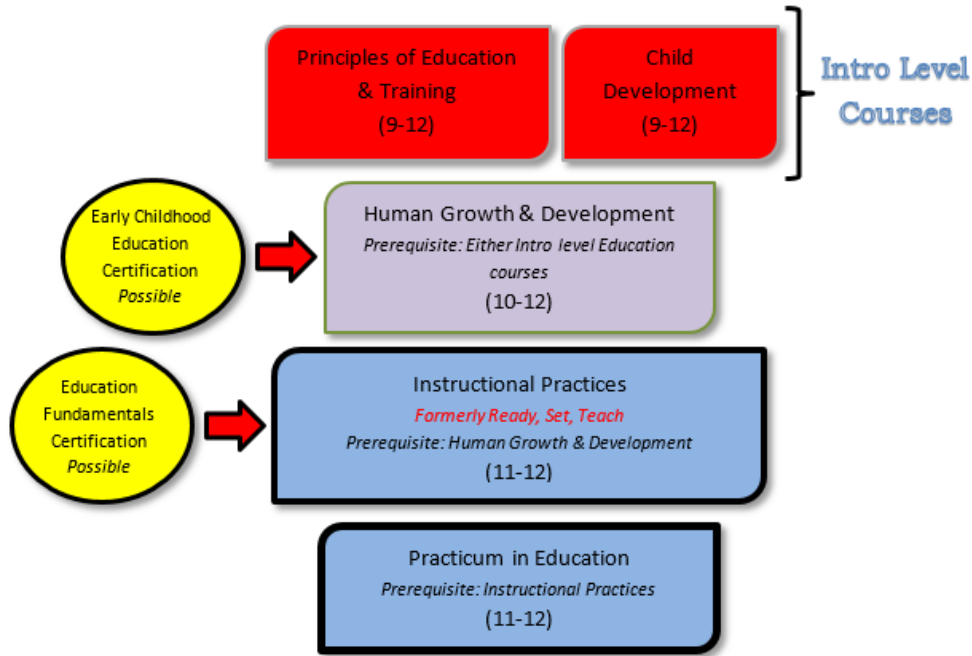 Principles of Education
& Training
(9-12)
Child
Development
(9-12)
Intro Level
Courses
Early Childhood
Education
Certification
Possible
Human Growth & Development
Prerequisite: Either Intro level Education
courses
(10-12)
Education
Fundamentals
Certification
Possible
Instructional Practices
Formerly Ready, Set, Teach
Prerequisite: Human Growth & Development
(11-12)
Practicum in Education
Prerequisite: Instructional Practices
(11-12)